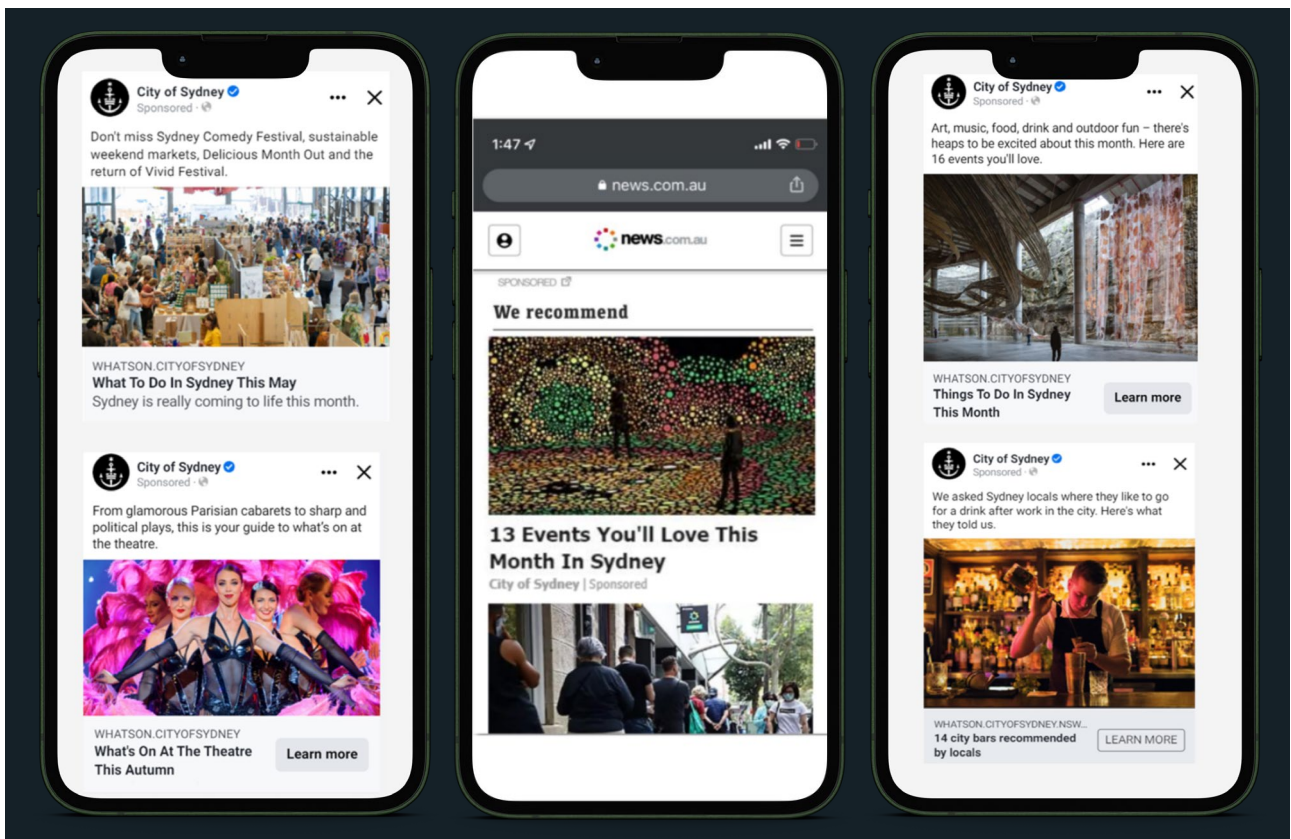 City of Sydney
Sponsored ·
Don't miss Sydney Comedy Festival, sustainable
weekend markets, Delicious Month Out and the
return of Vivid Festival.
WHATSON.CITYOFSYDNEY
What To Do In Sydney This May
Sydney is really coming to life this month.
City of Sydney
Sponsored ·
From glamorous Parisian cabarets to sharp and
political plays, this is your guide to what's on at
the theatre.
WHATSON.CITYOFSYDNEY
What's On At The Theatre
This Autumn
Learn more
1:47
news.com.au
news.com.au
SPONSORED
We recommend
13 Events You'll Love This
Month In Sydney
City of Sydney | Sponsored
City of Sydney
Sponsored ·
Art, music, food, drink and outdoor fun – there's
heaps to be excited about this month. Here are
16 events you'll love.
WHATSON.CITYOFSYDNEY
Things To Do In Sydney
This Month
Learn more
City of Sydney
Sponsored ·
We asked Sydney locals where they like to go
for a drink after work in the city. Here's what
they told us.
WHATSON.CITYOFSYDNEY.NSW...
14 city bars recommended
by locals
LEARN MORE